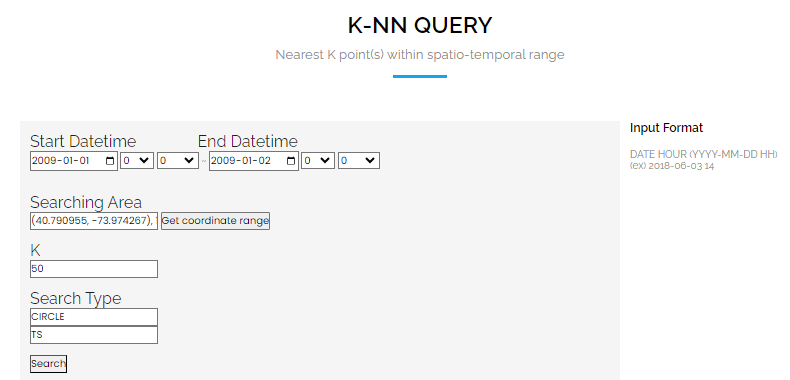 K-NN QUERY
Nearest K point(s) within spatio-temporal range
Start Datetime End Datetime
2009-01-01 0 0 ~ 2009-01-02 0 0
Searching Area
(40.790955, -73.974267), Get coordinate range
K
50
Search Type
CIRCLE
TS
Search
Input Format
DATE HOUR (YYYY-MM-DD HH)
(ex) 2018-06-03 14